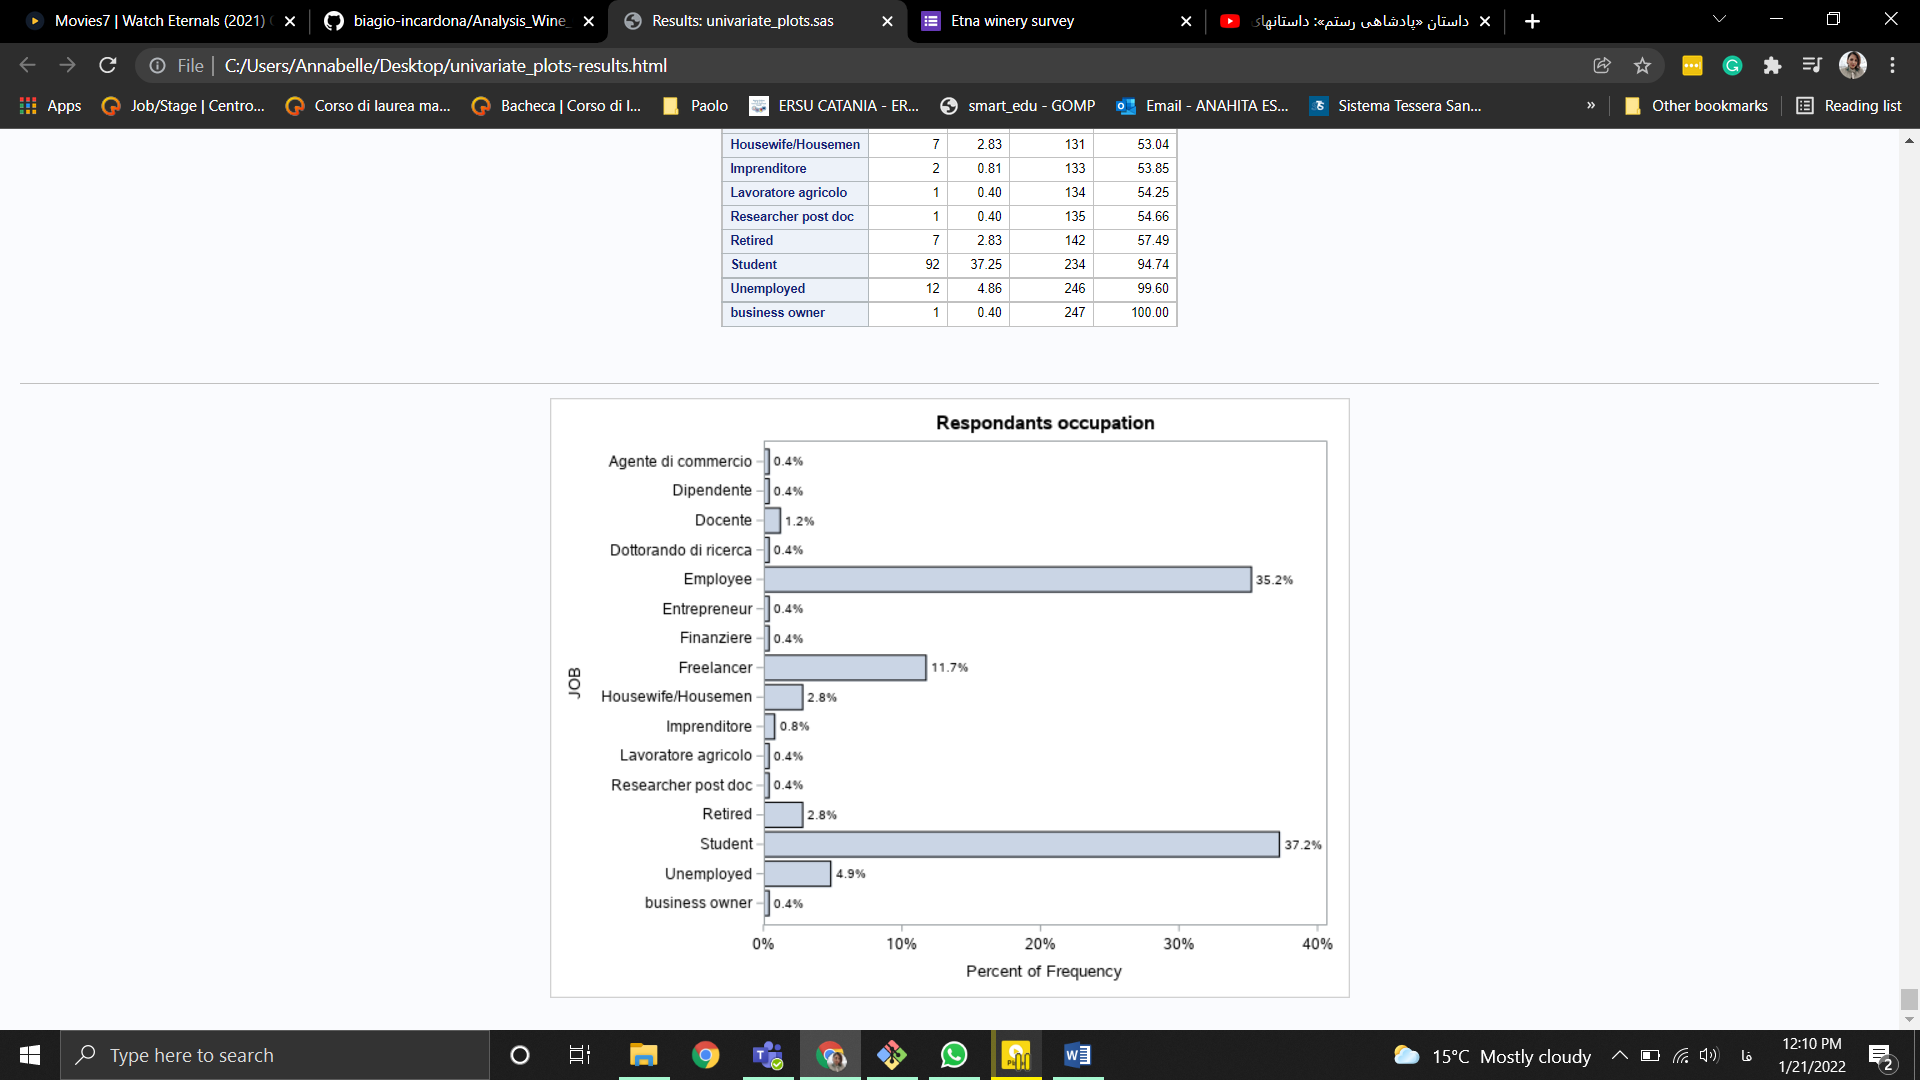 Movies7 | Watch Eternals (2021)
biagio-incardona/Analysis_Wine_
Results: univariate_plots.sas
Etna winery survey
داستان «پادشاهی رستم»: داستانهای
File | C:/Users/Annabelle/Desktop/univariate_plots-results.html
Apps
Job/Stage | Centro...
Corso di laurea ma...
Bacheca | Corso di l...
Paolo
ERSU CATANIA - ER...
smart_edu - GOMP
Email - ANAHITA ES...
Sistema Tessera San...
»
Other bookmarks
Reading list
Housewife/Housemen 7 2.83 131 53.04
Imprenditore 2 0.81 133 53.85
Lavoratore agricolo 1 0.40 134 54.25
Researcher post doc 1 0.40 135 54.66
Retired 7 2.83 142 57.49
Student 92 37.25 234 94.74
Unemployed 12 4.86 246 99.60
business owner 1 0.40 247 100.00
Respondants occupation
Agente di commercio 0.4%
Dipendente 0.4%
Docente 1.2%
Dottorando di ricerca 0.4%
Employee 35.2%
Entrepreneur 0.4%
Finanziere 0.4%
Freelancer 11.7%
Housewife/Housemen 2.8%
Imprenditore 0.8%
Lavoratore agricolo 0.4%
Researcher post doc 0.4%
Retired 2.8%
Student 37.2%
Unemployed 4.9%
business owner 0.4%
JOB
0% 10% 20% 30% 40%
Percent of Frequency
Type here to search
15°C Mostly cloudy
فا
12:10 PM
1/21/2022
2